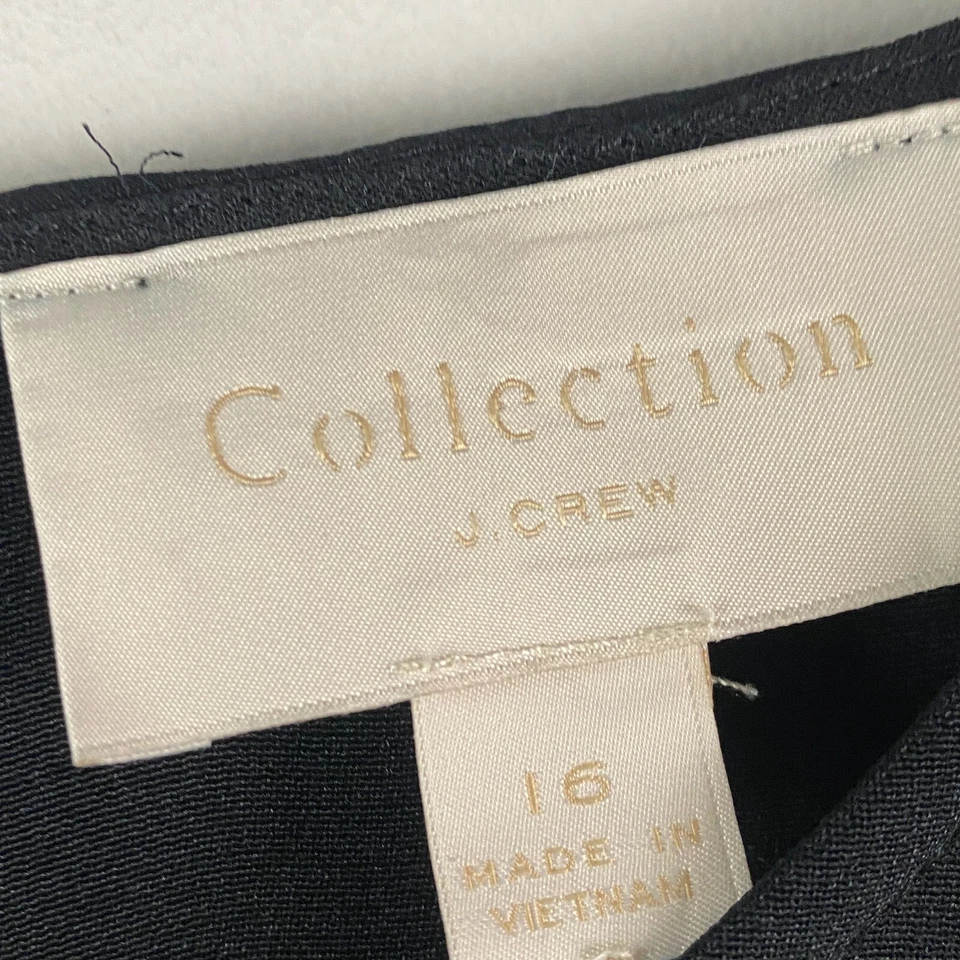 Collection
J.CREW
16
MADE IN
VIETNAM